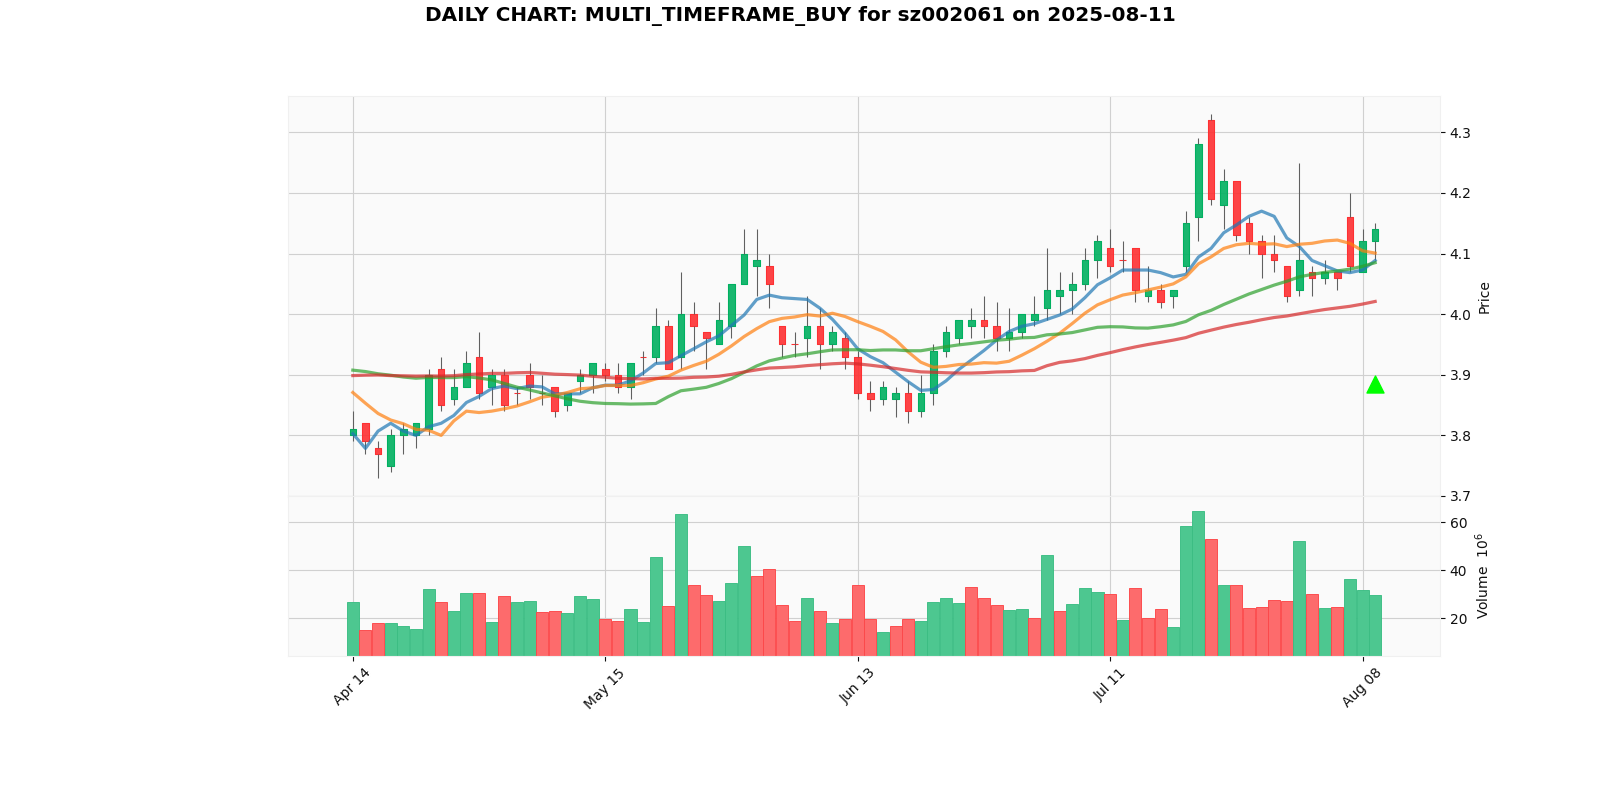 DAILY CHART: MULTI_TIMEFRAME_BUY for sz002061 on 2025-08-11
4.3
4.2
4.1
4.0
3.9
3.8
3.7
Price
60
40
20
Volume 10⁶
Apr 14
May 15
Jun 13
Jul 11
Aug 08